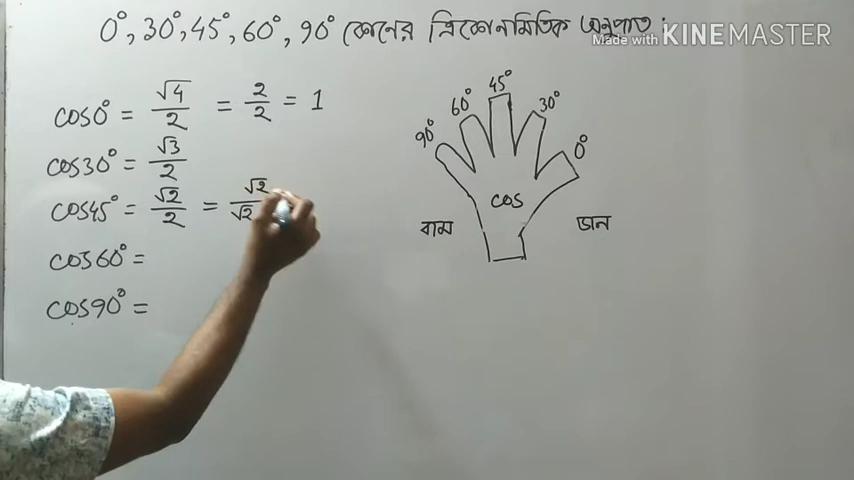 0°, 30°, 45°, 60°, 90° কোনের ত্রিকোনমিতিক অনুপাত :
Made with KINEMASTER
cos0° = √4/2 = 2/2 = 1
cos30° = √3/2
cos45° = √2/2 = √2/√2
cos60° =
cos90° =
90° 60° 45° 30° 0°
cos
বাম ডান